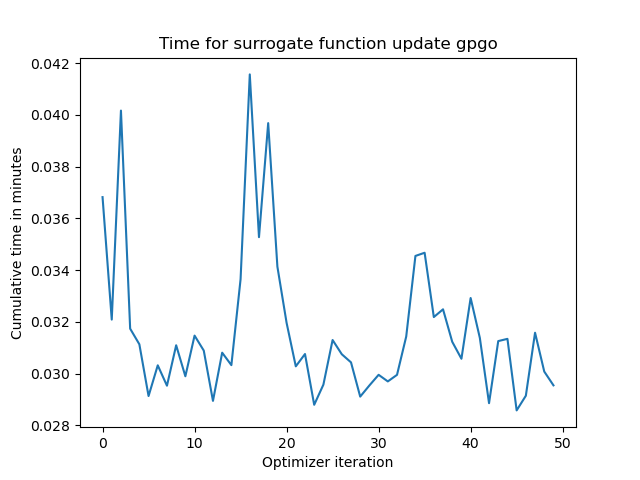 Time for surrogate function update gpgo
0.042
0.040
0.038
0.036
0.034
0.032
0.030
0.028
Cumulative time in minutes
0 10 20 30 40 50
Optimizer iteration